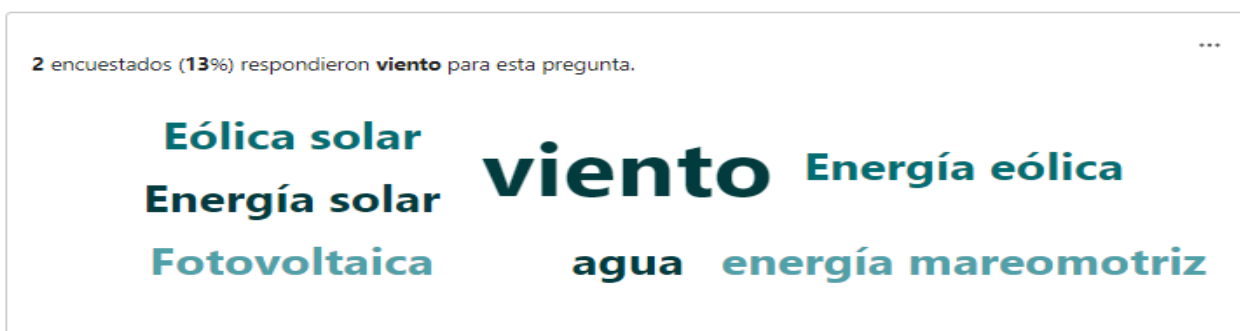 ...
2 encuestados (13%) respondieron viento para esta pregunta.
Eólica solar
viento
Energía eólica
Energía solar
Fotovoltaica
agua
energía mareomotriz